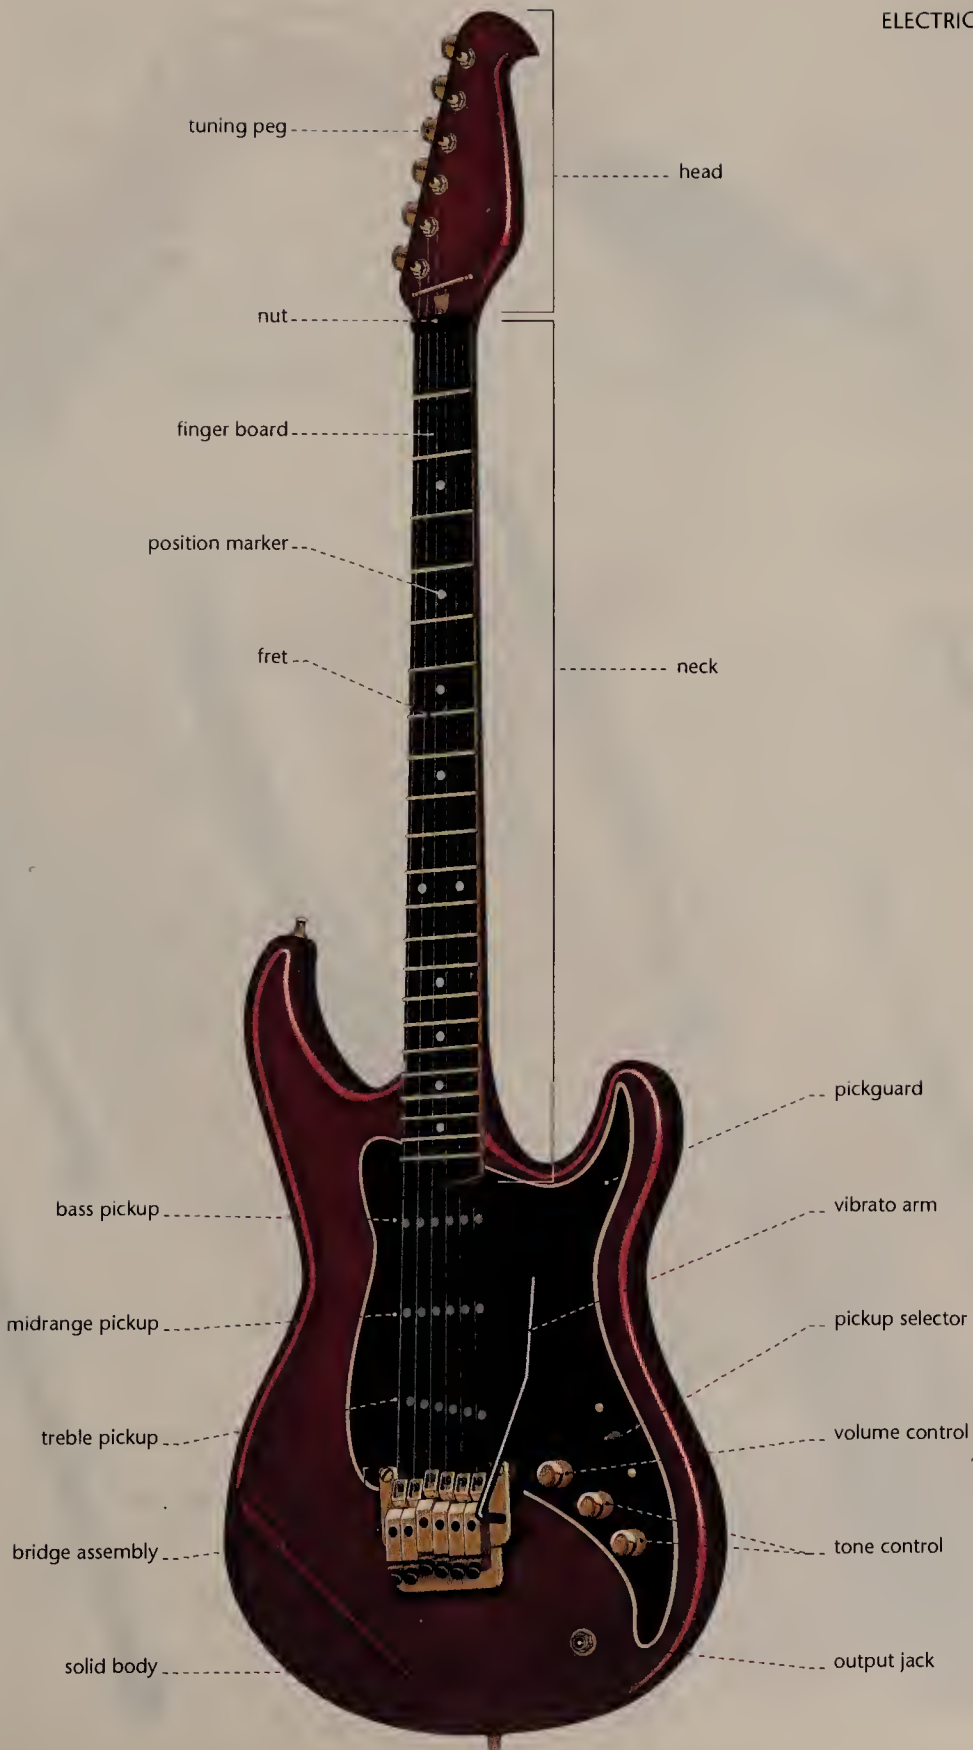 ELECTRIC
tuning peg
head
nut
finger board
position marker
fret
neck
pickguard
bass pickup
vibrato arm
midrange pickup
pickup selector
treble pickup
volume control
bridge assembly
tone control
solid body
output jack